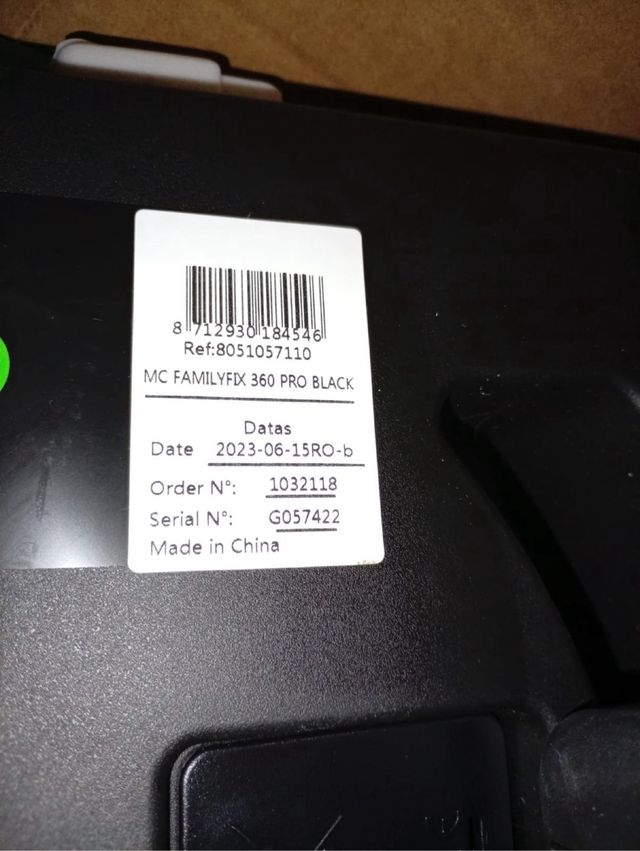 8 712930 184546
Ref:8051057110
MC FAMILYFIX 360 PRO BLACK
Datas
Date 2023-06-15RO-b
Order N°: 1032118
Serial N°: G057422
Made in China